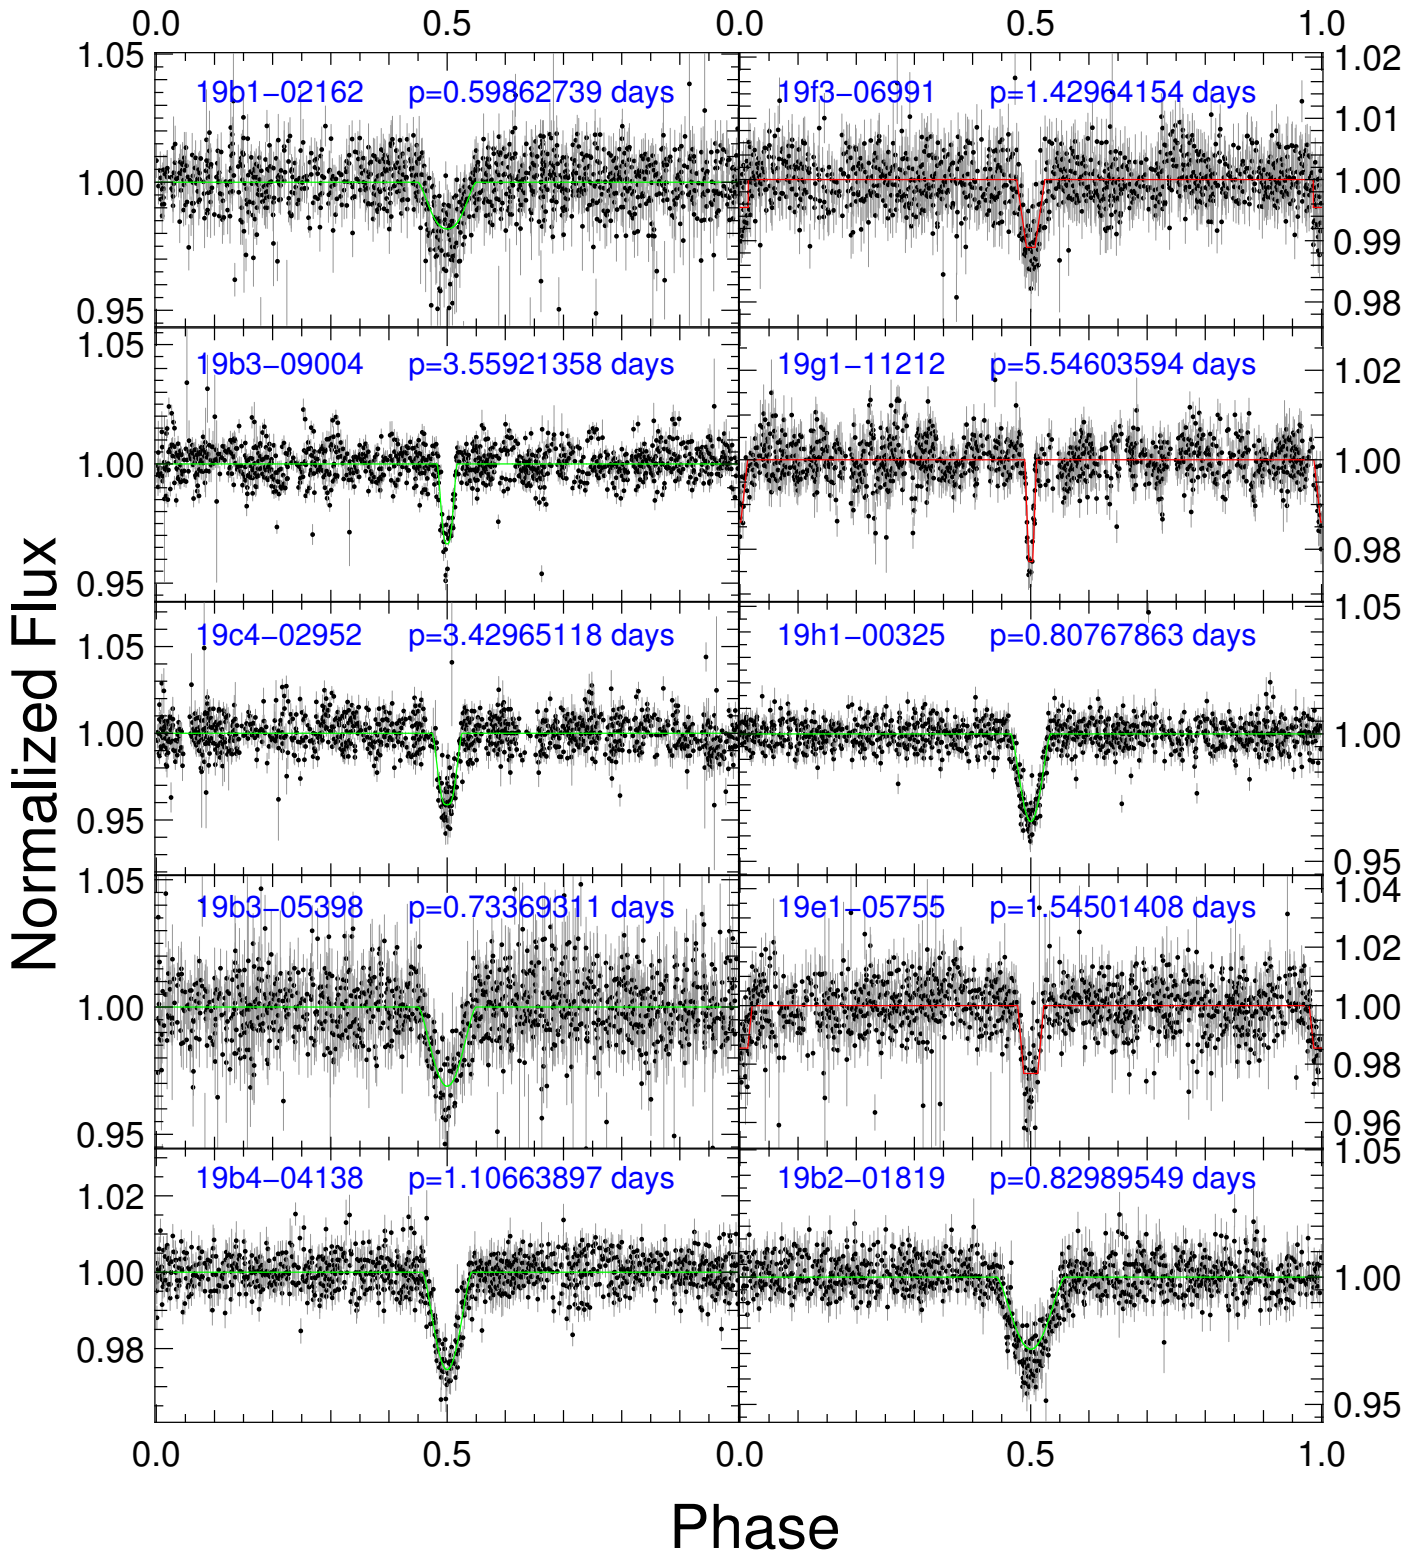 0.0 0.5 0.0 0.5 1.0
1.05 19b1−02162 p=0.59862739 days 19f3−06991 p=1.42964154 days 1.02
1.01
1.00 1.00
0.99
0.95 0.98
1.05 19b3−09004 p=3.55921358 days 19g1−11212 p=5.54603594 days 1.02
1.00 1.00
0.98
0.95
19c4−02952 p=3.42965118 days 19h1−00325 p=0.80767863 days 1.05
1.05
1.00 1.00
0.95 0.95
1.05 19b3−05398 p=0.73369311 days 19e1−05755 p=1.54501408 days 1.04
1.02
1.00 1.00
0.98
0.95 0.96
19b4−04138 p=1.10663897 days 19b2−01819 p=0.82989549 days 1.05
1.02
1.00 1.00
0.98
0.95
0.0 0.5 0.0 0.5 1.0
Normalized Flux
Phase